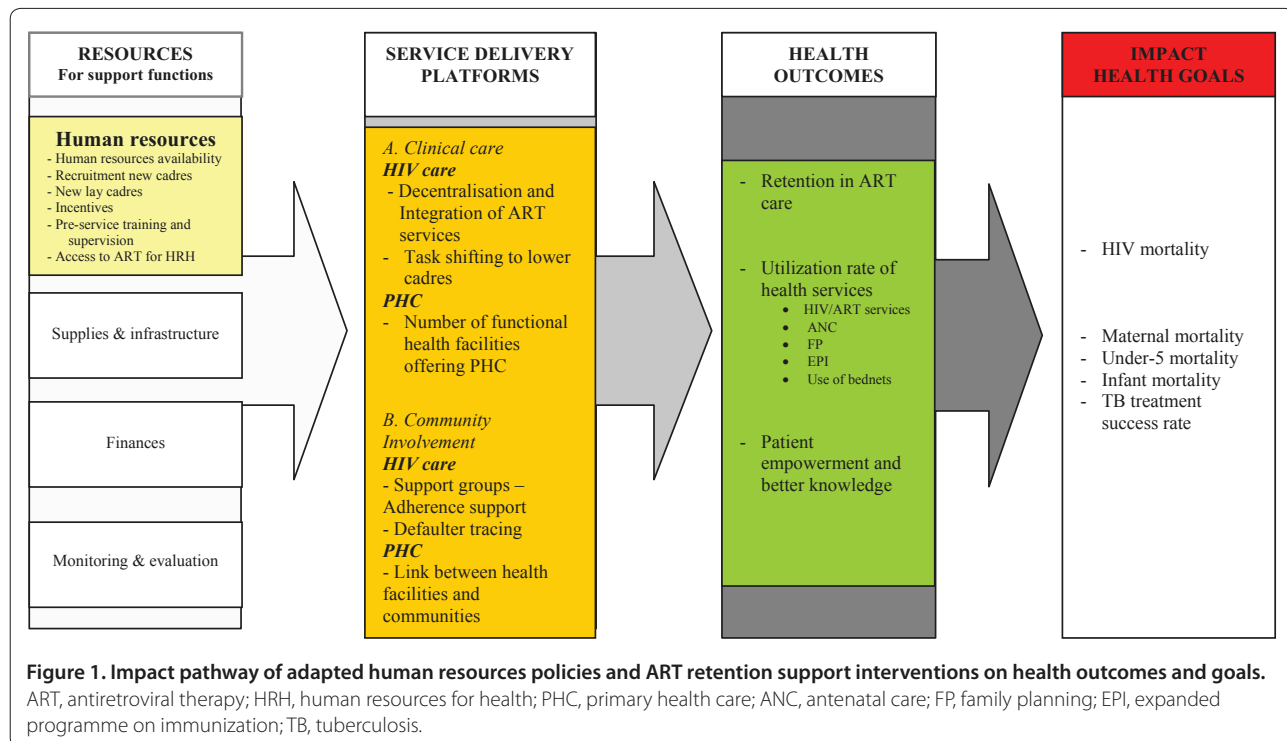 RESOURCES
For support functions
Human resources
- Human resources availability
- Recruitment new cadres
- New lay cadres
- Incentives
- Pre-service training and
supervision
- Access to ART for HRH
Supplies & infrastructure
Finances
Monitoring & evaluation
SERVICE DELIVERY
PLATFORMS
A. Clinical care
HIV care
- Decentralisation and
Integration of ART
services
- Task shifting to lower
cadres
PHC
- Number of functional
health facilities
offering PHC
B. Community
Involvement
HIV care
- Support groups –
Adherence support
- Defaulter tracing
PHC
- Link between health
facilities and
communities
HEALTH
OUTCOMES
- Retention in ART
care
- Utilization rate of
health services
• HIV/ART services
• ANC
• FP
• EPI
• Use of bednets
- Patient
empowerment and
better knowledge
IMPACT
HEALTH GOALS
- HIV mortality
- Maternal mortality
- Under-5 mortality
- Infant mortality
- TB treatment
success rate
Figure 1. Impact pathway of adapted human resources policies and ART retention support interventions on health outcomes and goals.
ART, antiretroviral therapy; HRH, human resources for health; PHC, primary health care; ANC, antenatal care; FP, family planning; EPI, expanded
programme on immunization; TB, tuberculosis.